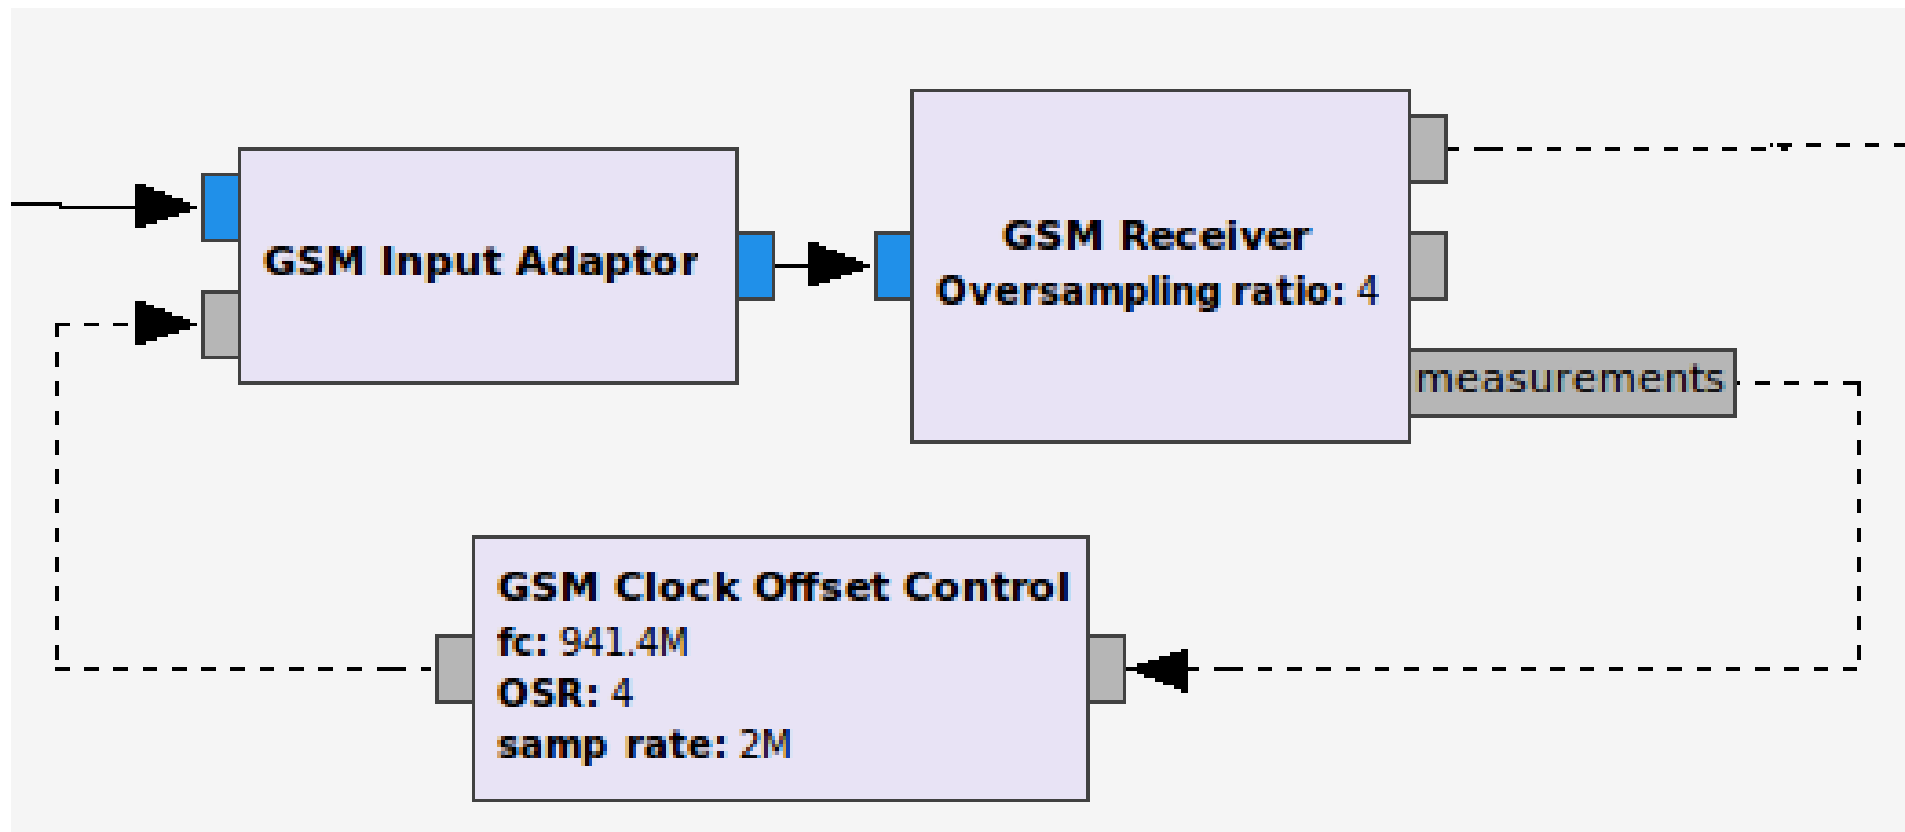 GSM Input Adaptor
GSM Receiver
Oversampling ratio: 4
measurements
GSM Clock Offset Control
fc: 941.4M
OSR: 4
samp rate: 2M